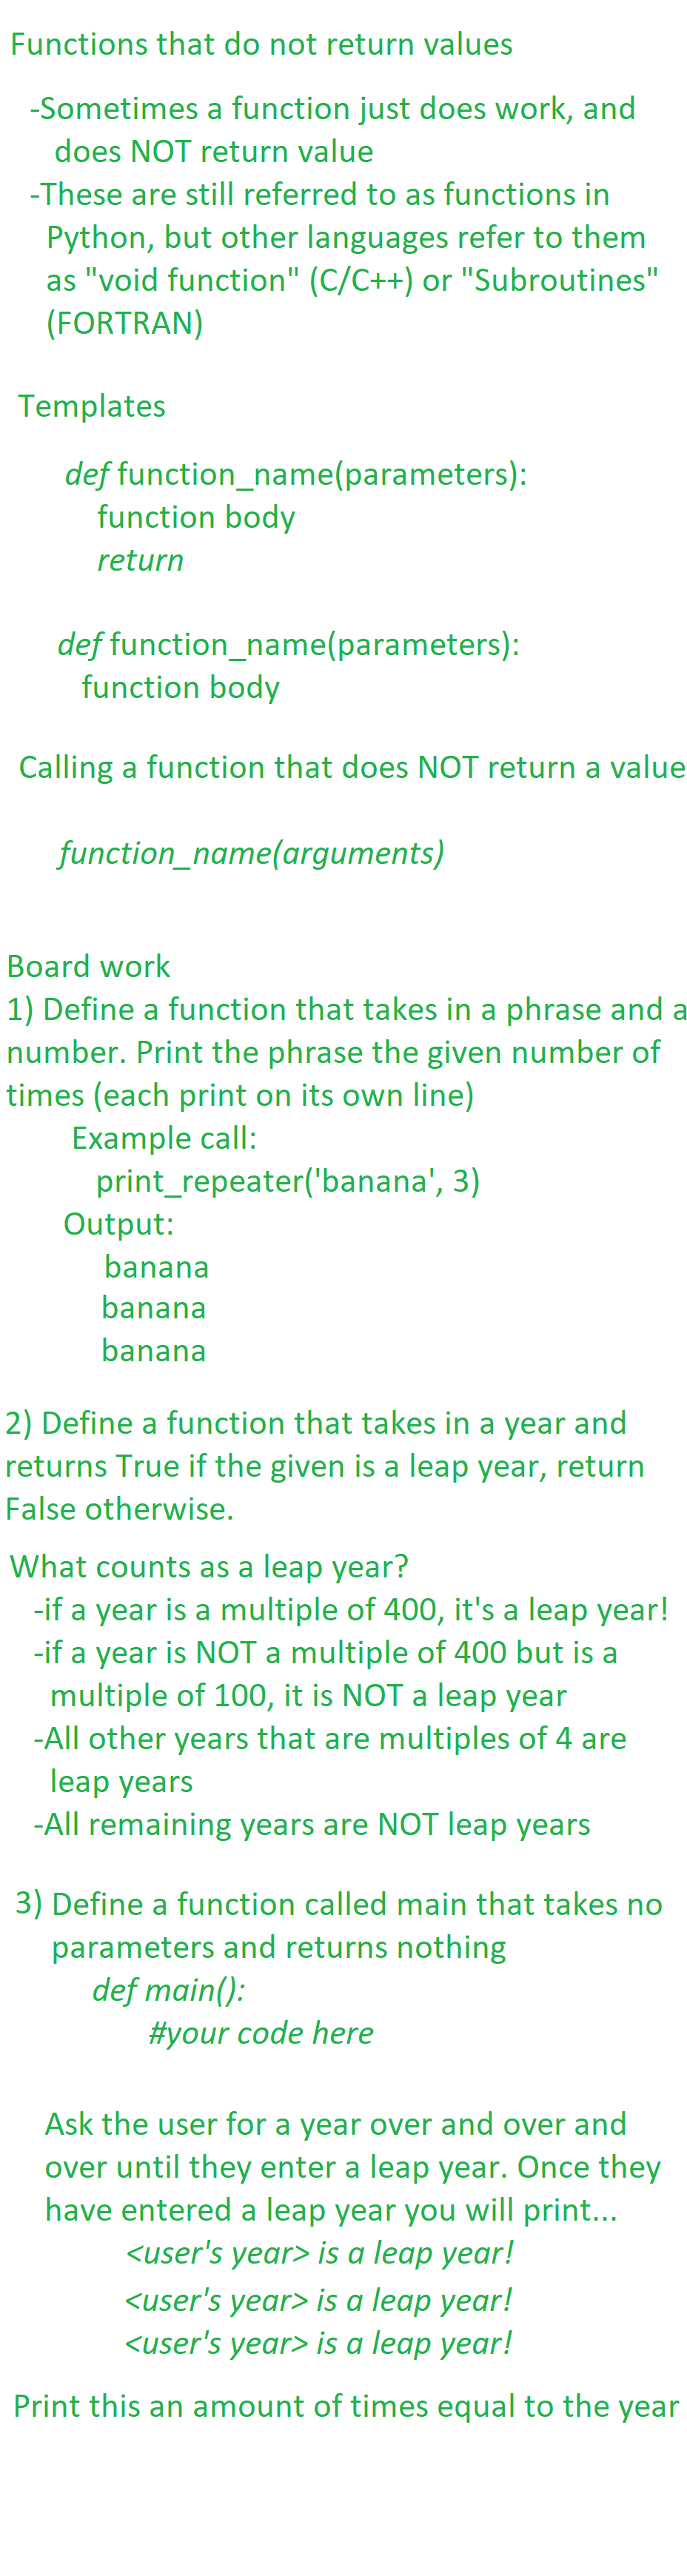 Functions that do not return values
-Sometimes a function just does work, and
does NOT return value
-These are still referred to as functions in
Python, but other languages refer to them
as "void function" (C/C++) or "Subroutines"
(FORTRAN)
Templates
def function_name(parameters):
function body
return
def function_name(parameters):
function body
Calling a function that does NOT return a value
function_name(arguments)
Board work
1) Define a function that takes in a phrase and a
number. Print the phrase the given number of
times (each print on its own line)
Example call:
print_repeater('banana', 3)
Output:
banana
banana
banana
2) Define a function that takes in a year and
returns True if the given is a leap year, return
False otherwise.
What counts as a leap year?
-if a year is a multiple of 400, it's a leap year!
-if a year is NOT a multiple of 400 but is a
multiple of 100, it is NOT a leap year
-All other years that are multiples of 4 are
leap years
-All remaining years are NOT leap years
3) Define a function called main that takes no
parameters and returns nothing
def main():
#your code here
Ask the user for a year over and over and
over until they enter a leap year. Once they
have entered a leap year you will print...
<user's year> is a leap year!
<user's year> is a leap year!
<user's year> is a leap year!
Print this an amount of times equal to the year